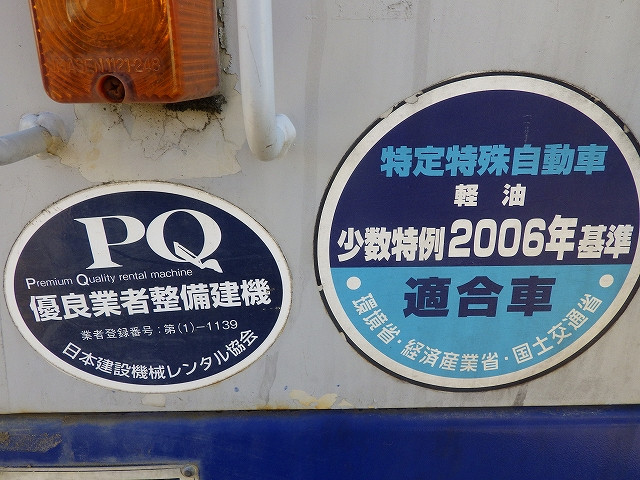 PQ
Premium Quality rental machine
優良業者整備建機
業者登録番号:第(1)-1139
日本建設機械レンタル協会
特定特殊自動車
軽油
少数特例2006年基準
適合車
・環境省・経済産業省・国土交通省・